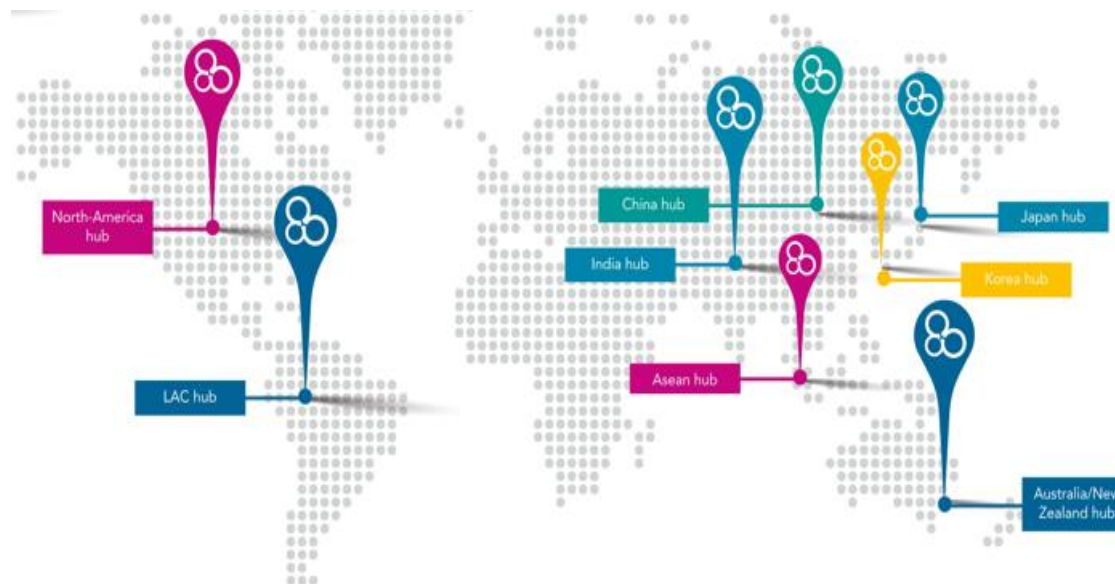 North-America
hub
China hub
Japan hub
India hub
Korea hub
Asean hub
LAC hub
Australia/New
Zealand hub